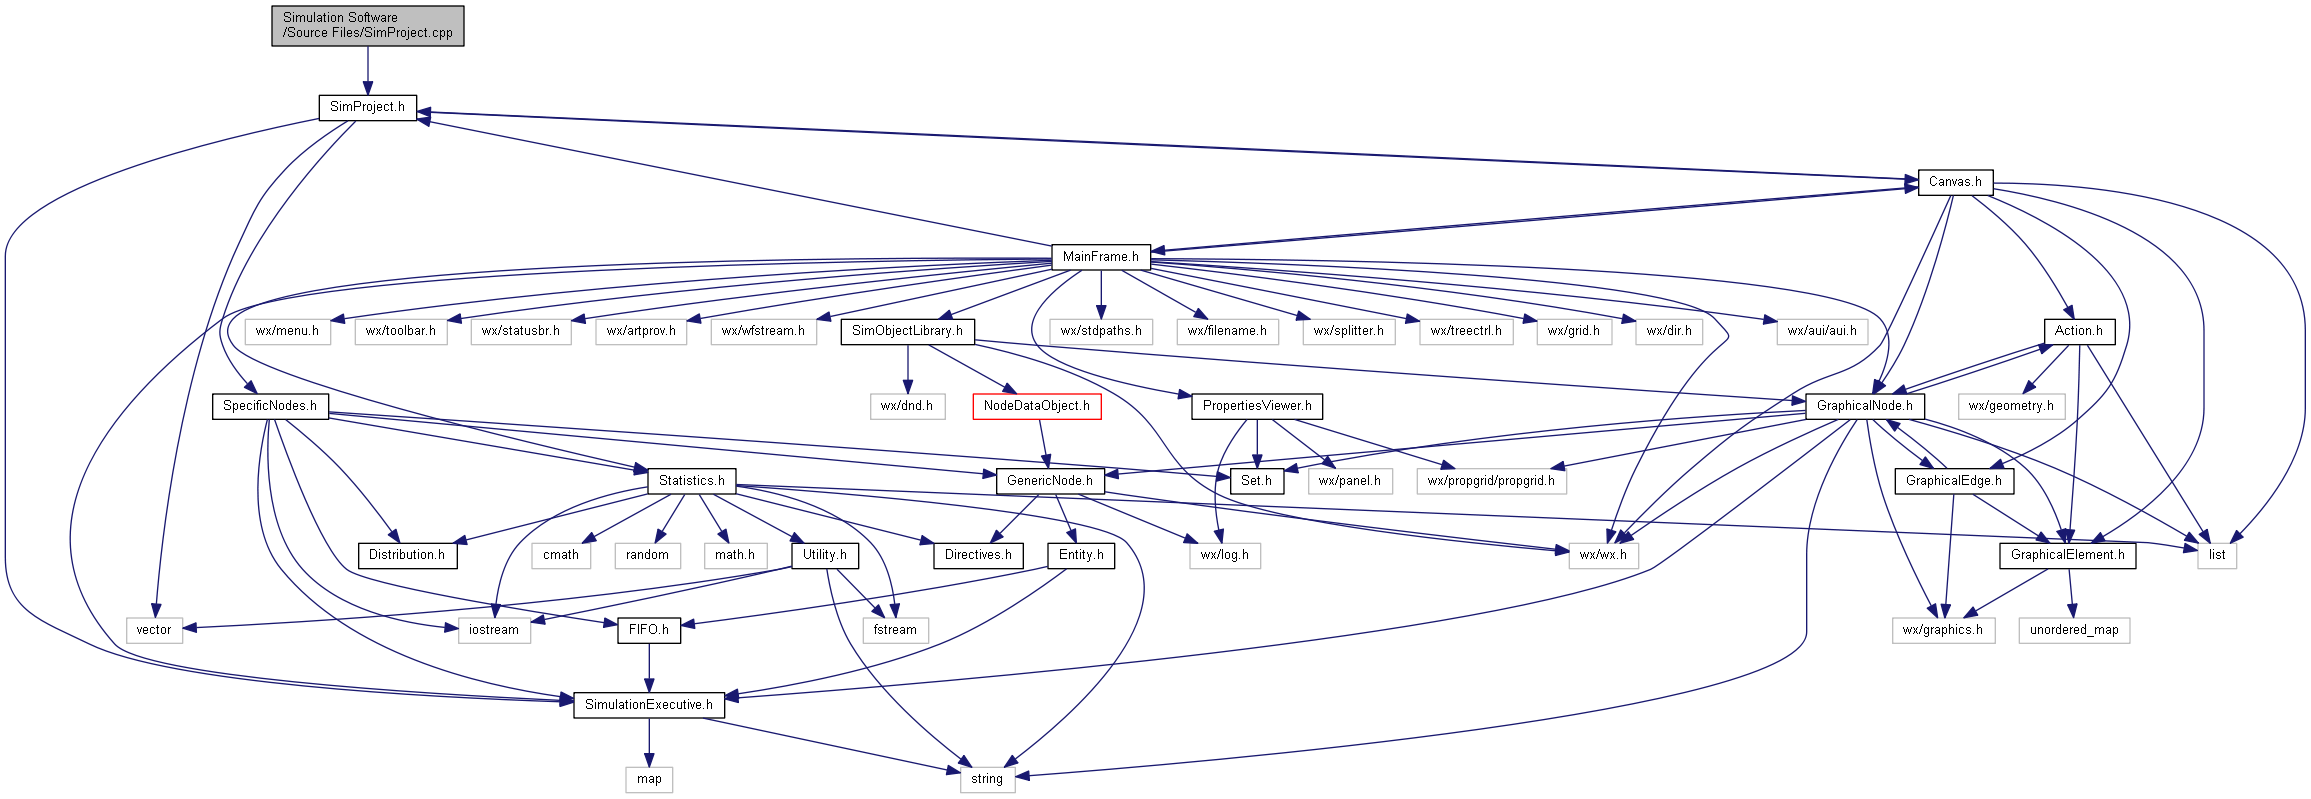 Simulation Software
/Source Files/SimProject.cpp
SimProject.h
Canvas.h
MainFrame.h
wx/menu.h
wx/toolbar.h
wx/statusbr.h
wx/artprov.h
wx/wfstream.h
SimObjectLibrary.h
wx/stdpaths.h
wx/filename.h
wx/splitter.h
wx/treectrl.h
wx/grid.h
wx/dir.h
wx/aui/aui.h
Action.h
SpecificNodes.h
wx/dnd.h
NodeDataObject.h
PropertiesViewer.h
GraphicalNode.h
wx/geometry.h
Statistics.h
GenericNode.h
Set.h
wx/panel.h
wx/propgrid/propgrid.h
GraphicalEdge.h
Distribution.h
cmath
random
math.h
Utility.h
Directives.h
Entity.h
wx/log.h
wx/wx.h
GraphicalElement.h
list
vector
iostream
FIFO.h
fstream
wx/graphics.h
unordered_map
SimulationExecutive.h
map
string